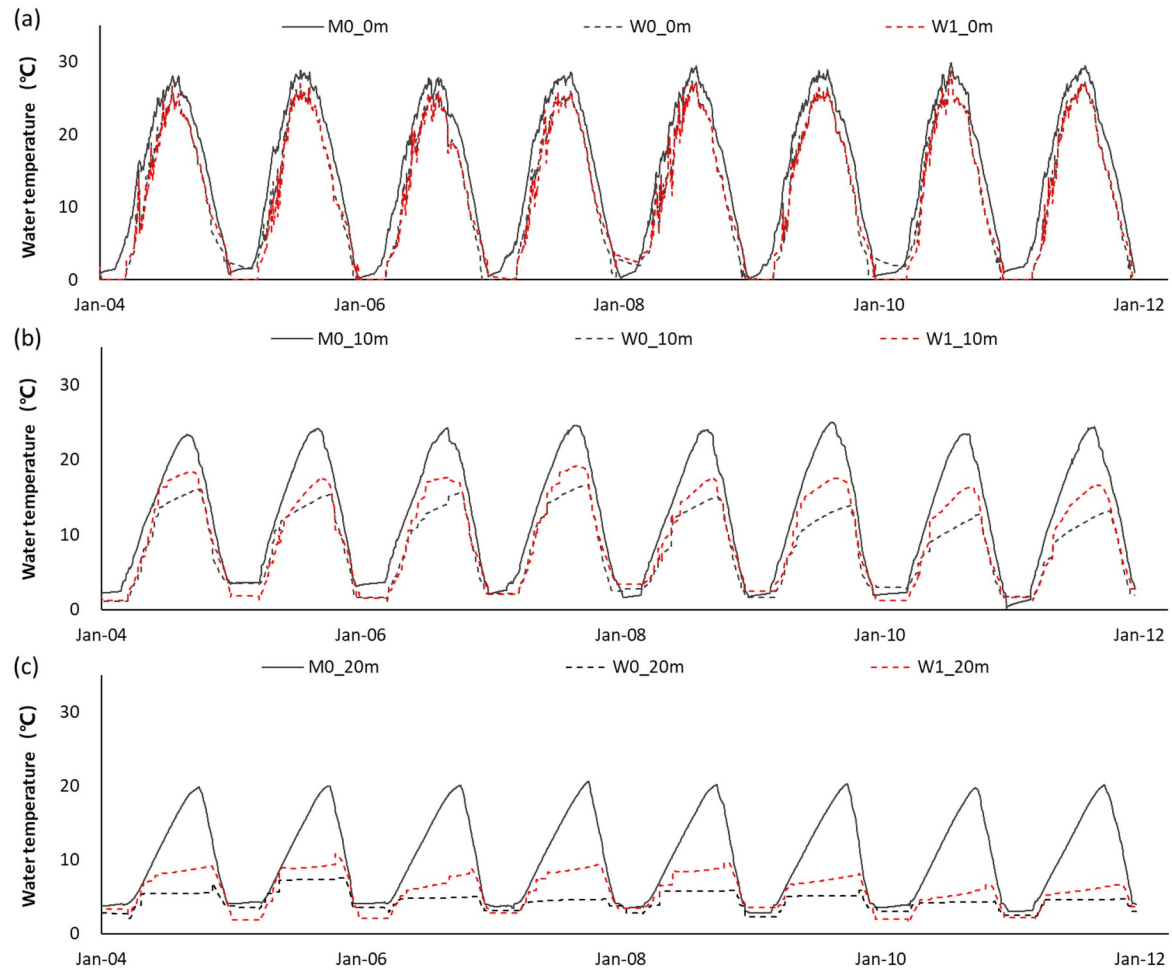 (a)
M0_0m W0_0m W1_0m
Water temperature (℃)
30
20
10
0
Jan-04 Jan-06 Jan-08 Jan-10 Jan-12
(b)
M0_10m W0_10m W1_10m
Water temperature (℃)
30
20
10
0
Jan-04 Jan-06 Jan-08 Jan-10 Jan-12
(c)
M0_20m W0_20m W1_20m
Water temperature (℃)
30
20
10
0
Jan-04 Jan-06 Jan-08 Jan-10 Jan-12